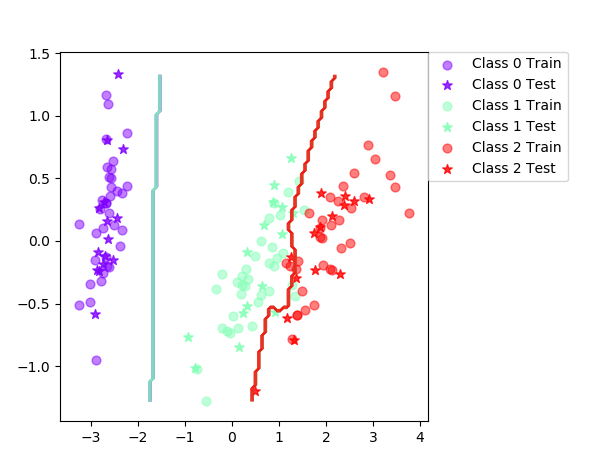 1.5
1.0
0.5
0.0
−0.5
−1.0
−3 −2 −1 0 1 2 3 4
Class 0 Train
Class 0 Test
Class 1 Train
Class 1 Test
Class 2 Train
Class 2 Test